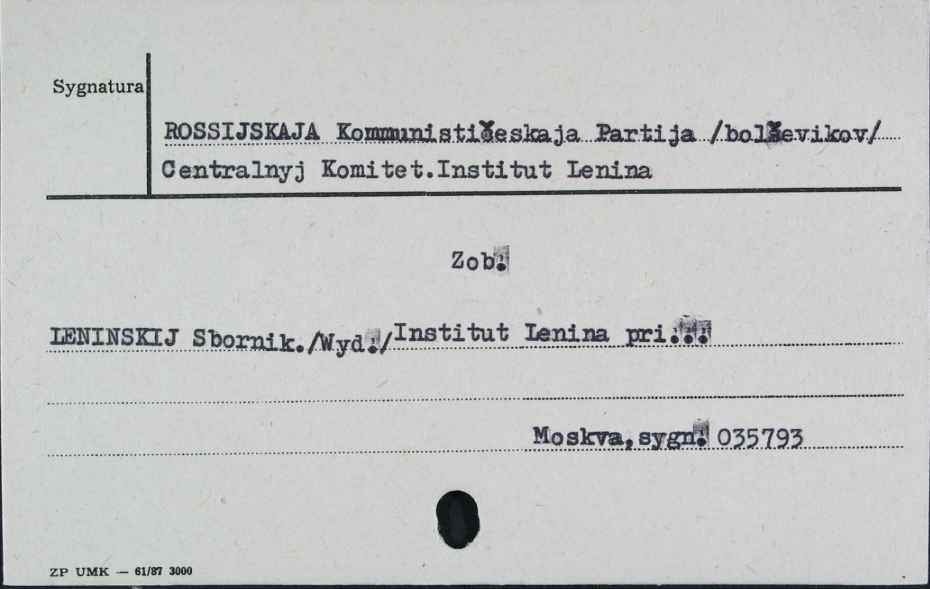 Sygnatura
ROSSIJSKAJA Kommunističeskaja Partija /bolševikov/
Centralnyj Komitet.Institut Lenina
Zob.
LENINSKIJ Sbornik./Wyd./Institut Lenina pri...
Moskva,sygn. 035793
ZP UMK — 61/87 3000